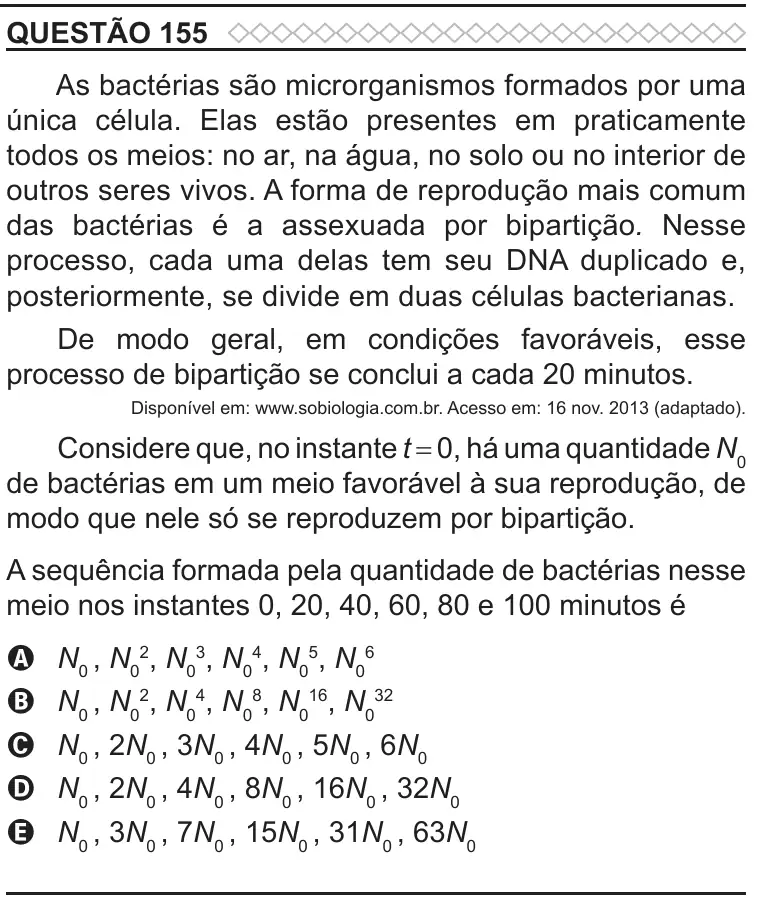 QUESTÃO 155
As bactérias são microrganismos formados por uma
única célula. Elas estão presentes em praticamente
todos os meios: no ar, na água, no solo ou no interior de
outros seres vivos. A forma de reprodução mais comum
das bactérias é a assexuada por bipartição. Nesse
processo, cada uma delas tem seu DNA duplicado e,
posteriormente, se divide em duas células bacterianas.
De modo geral, em condições favoráveis, esse
processo de bipartição se conclui a cada 20 minutos.
Disponível em: www.sobiologia.com.br. Acesso em: 16 nov. 2013 (adaptado).
Considere que, no instante t = 0, há uma quantidade N₀
de bactérias em um meio favorável à sua reprodução, de
modo que nele só se reproduzem por bipartição.
A sequência formada pela quantidade de bactérias nesse
meio nos instantes 0, 20, 40, 60, 80 e 100 minutos é
A N₀ , N₀², N₀³, N₀⁴, N₀⁵, N₀⁶
B N₀ , N₀², N₀⁴, N₀⁸, N₀¹⁶, N₀³²
C N₀ , 2N₀ , 3N₀ , 4N₀ , 5N₀ , 6N₀
D N₀ , 2N₀ , 4N₀ , 8N₀ , 16N₀ , 32N₀
E N₀ , 3N₀ , 7N₀ , 15N₀ , 31N₀ , 63N₀